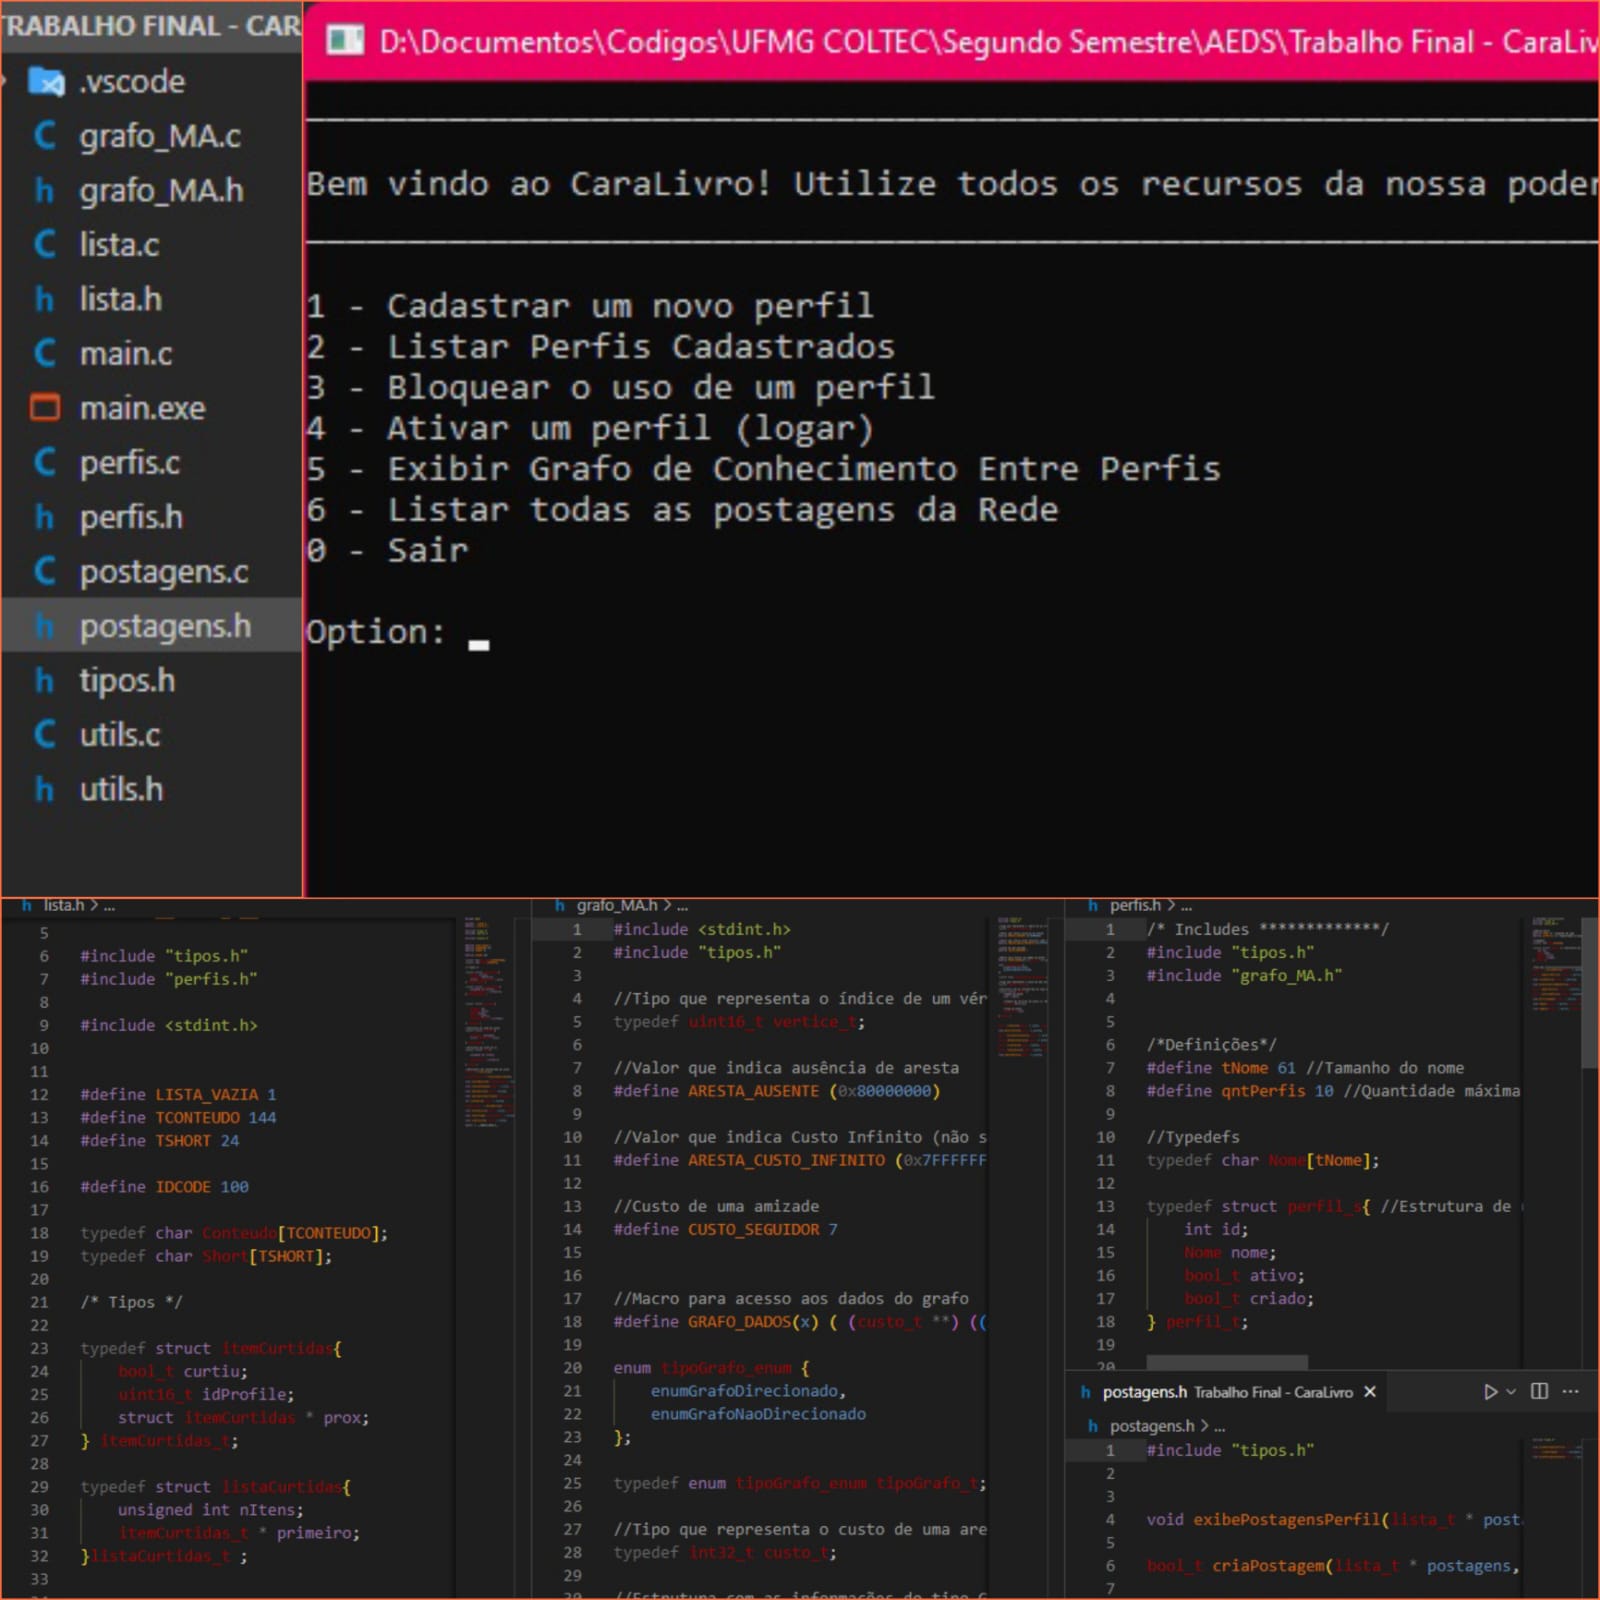 TRABALHO FINAL - CAR
.vscode
grafo_MA.c
grafo_MA.h
lista.c
lista.h
main.c
main.exe
perfis.c
perfis.h
postagens.c
postagens.h
tipos.h
utils.c
utils.h
D:\Documentos\Codigos\UFMG COLTEC\Segundo Semestre\AEDS\Trabalho Final - CaraLiv
Bem vindo ao CaraLivro! Utilize todos os recursos da nossa poder
1 - Cadastrar um novo perfil
2 - Listar Perfis Cadastrados
3 - Bloquear o uso de um perfil
4 - Ativar um perfil (logar)
5 - Exibir Grafo de Conhecimento Entre Perfis
6 - Listar todas as postagens da Rede
0 - Sair
Option:
lista.h > ...
5
6 #include "tipos.h"
7 #include "perfis.h"
8
9 #include <stdint.h>
10
11
12 #define LISTA_VAZIA 1
13 #define TCONTEUDO 144
14 #define TSHORT 24
15
16 #define IDCODE 100
17
18 typedef char Conteudo[TCONTEUDO];
19 typedef char Short[TSHORT];
20
21 /* Tipos */
22
23 typedef struct itemCurtidas{
24 bool_t curtiu;
25 uint16_t idProfile;
26 struct itemCurtidas * prox;
27 } itemCurtidas_t;
28
29 typedef struct listaCurtidas{
30 unsigned int nItens;
31 itemCurtidas_t * primeiro;
32 }listaCurtidas_t ;
33
grafo_MA.h > ...
1 #include <stdint.h>
2 #include "tipos.h"
3
4 //Tipo que representa o índice de um vér
5 typedef uint16_t vertice_t;
6
7 //Valor que indica ausência de aresta
8 #define ARESTA_AUSENTE (0x80000000)
9
10 //Valor que indica Custo Infinito (não s
11 #define ARESTA_CUSTO_INFINITO (0x7FFFFFF
12
13 //Custo de uma amizade
14 #define CUSTO_SEGUIDOR 7
15
16
17 //Macro para acesso aos dados do grafo
18 #define GRAFO_DADOS(x) ( (custo_t **) ((
19
20 enum tipoGrafo_enum {
21 enumGrafoDirecionado,
22 enumGrafoNaoDirecionado
23 };
24
25 typedef enum tipoGrafo_enum tipoGrafo_t;
26
27 //Tipo que representa o custo de uma are
28 typedef int32_t custo_t;
29
30 //Estrutura com as informações do tipo G
perfis.h > ...
1 /* Includes *************/
2 #include "tipos.h"
3 #include "grafo_MA.h"
4
5
6 /*Definições*/
7 #define tNome 61 //Tamanho do nome
8 #define qntPerfis 10 //Quantidade máxima
9
10 //Typedefs
11 typedef char Nome[tNome];
12
13 typedef struct perfil_s{ //Estrutura de
14 int id;
15 Nome nome;
16 bool_t ativo;
17 bool_t criado;
18 } perfil_t;
19
20
postagens.h Trabalho Final - CaraLivro
postagens.h > ...
1 #include "tipos.h"
2
3
4 void exibePostagensPerfil(lista_t * post
5
6 bool_t criaPostagem(lista_t * postagens,
7